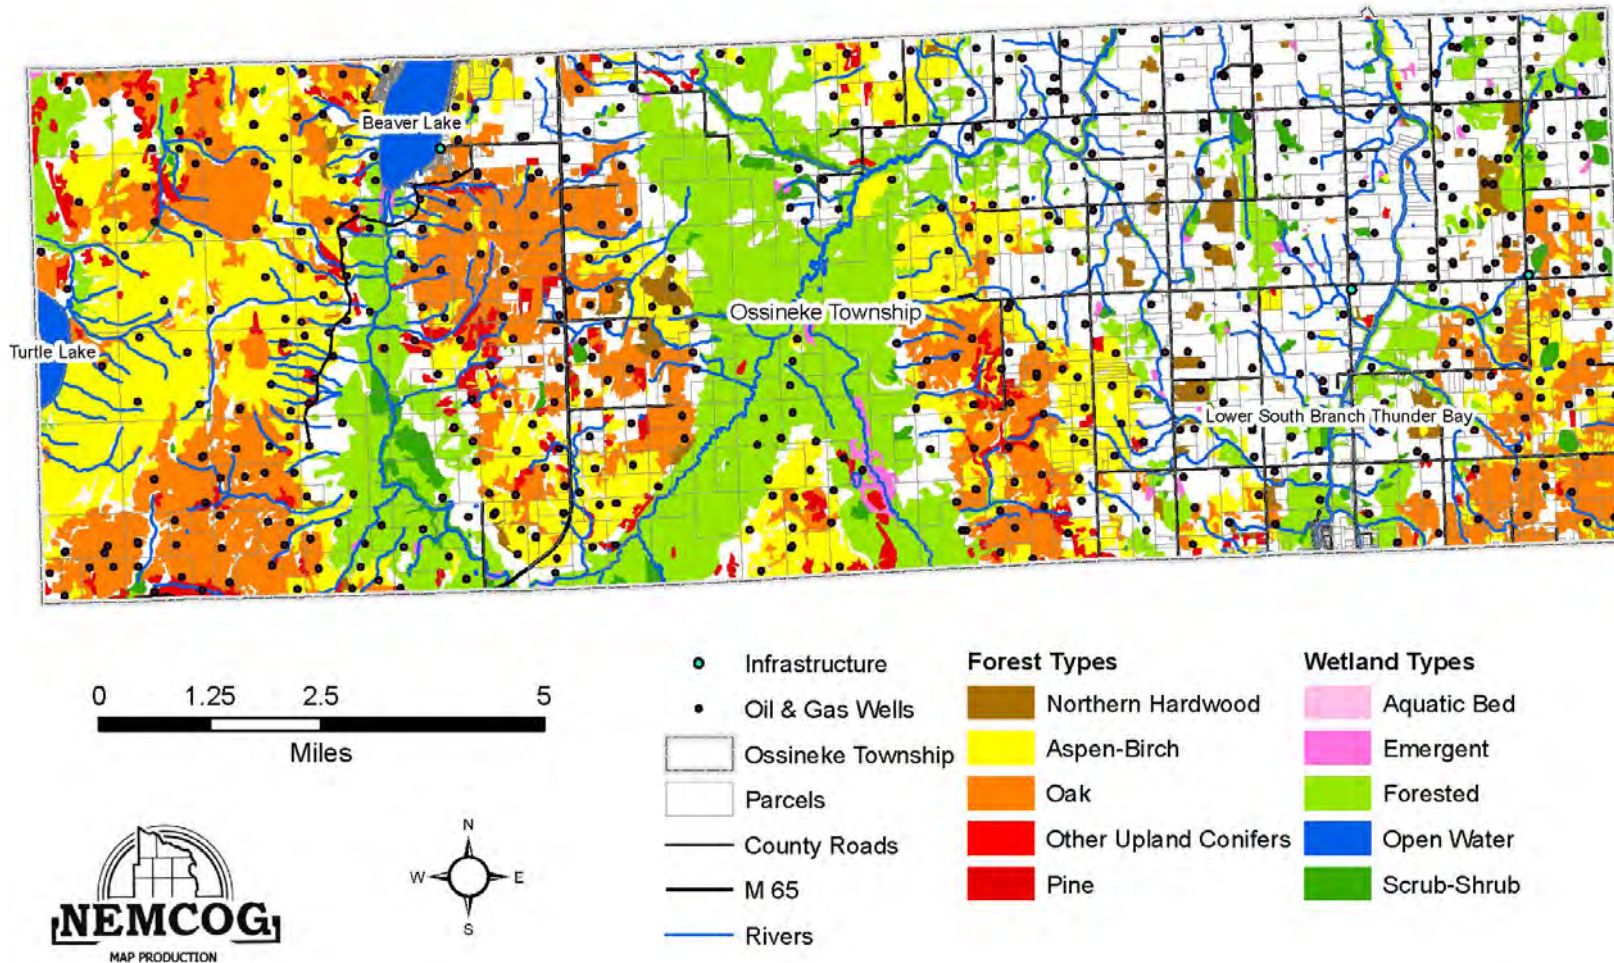 Beaver Lake
Ossineke Township
Turtle Lake
Lower South Branch Thunder Bay
0 1.25 2.5 5
Miles
NEMCOG
MAP PRODUCTION
N
W E
S
Infrastructure
Oil & Gas Wells
Ossineke Township
Parcels
County Roads
M 65
Rivers
Forest Types
Northern Hardwood
Aspen-Birch
Oak
Other Upland Conifers
Pine
Wetland Types
Aquatic Bed
Emergent
Forested
Open Water
Scrub-Shrub